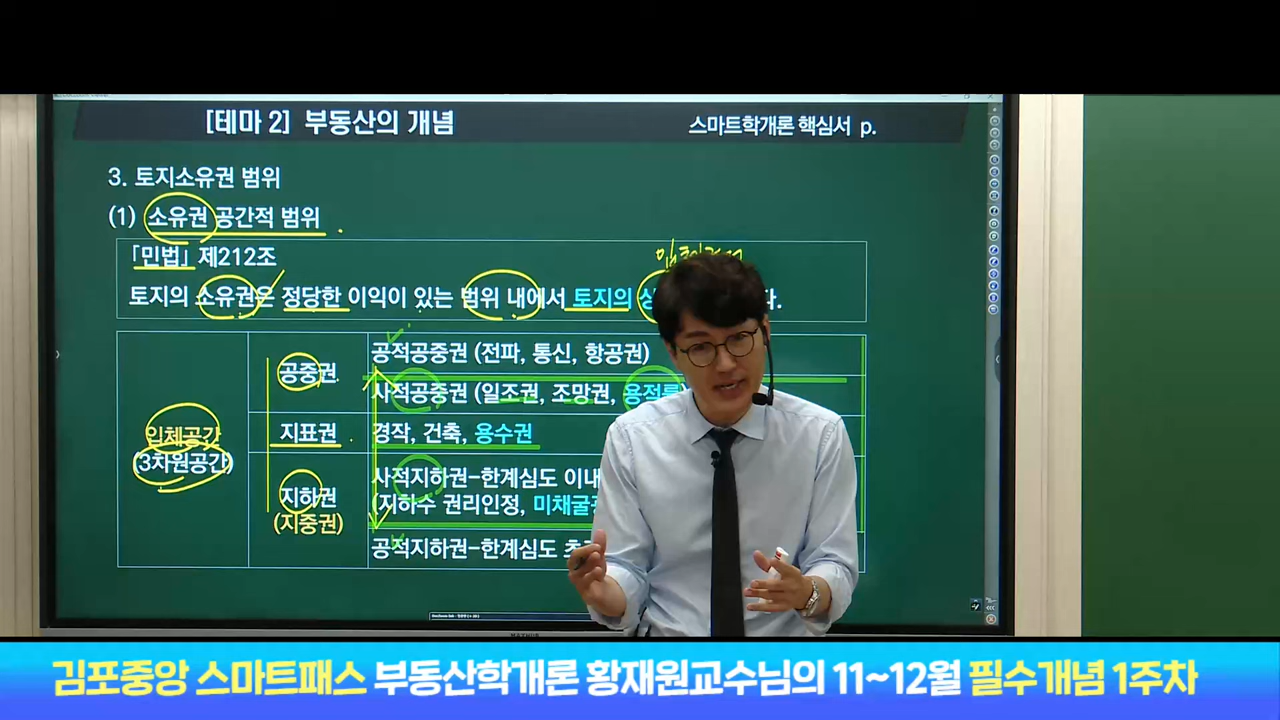 [테마 2] 부동산의 개념
스마트학개론 핵심서 p.
3. 토지소유권 범위
(1) 소유권 공간적 범위
「민법」 제212조
토지의 소유권은 정당한 이익이 있는 범위 내에서 토지의 상 다.
입체공간
(3차원공간)
공중권
공적공중권 (전파, 통신, 항공권)
사적공중권 (일조권, 조망권, 용적률
지표권
경작, 건축, 용수권
지하권
(지중권)
사적지하권-한계심도 이내
(지하수 권리인정, 미채굴
공적지하권-한계심도 초
김포중앙 스마트패스 부동산학개론 황재원교수님의 11~12월 필수개념 1주차